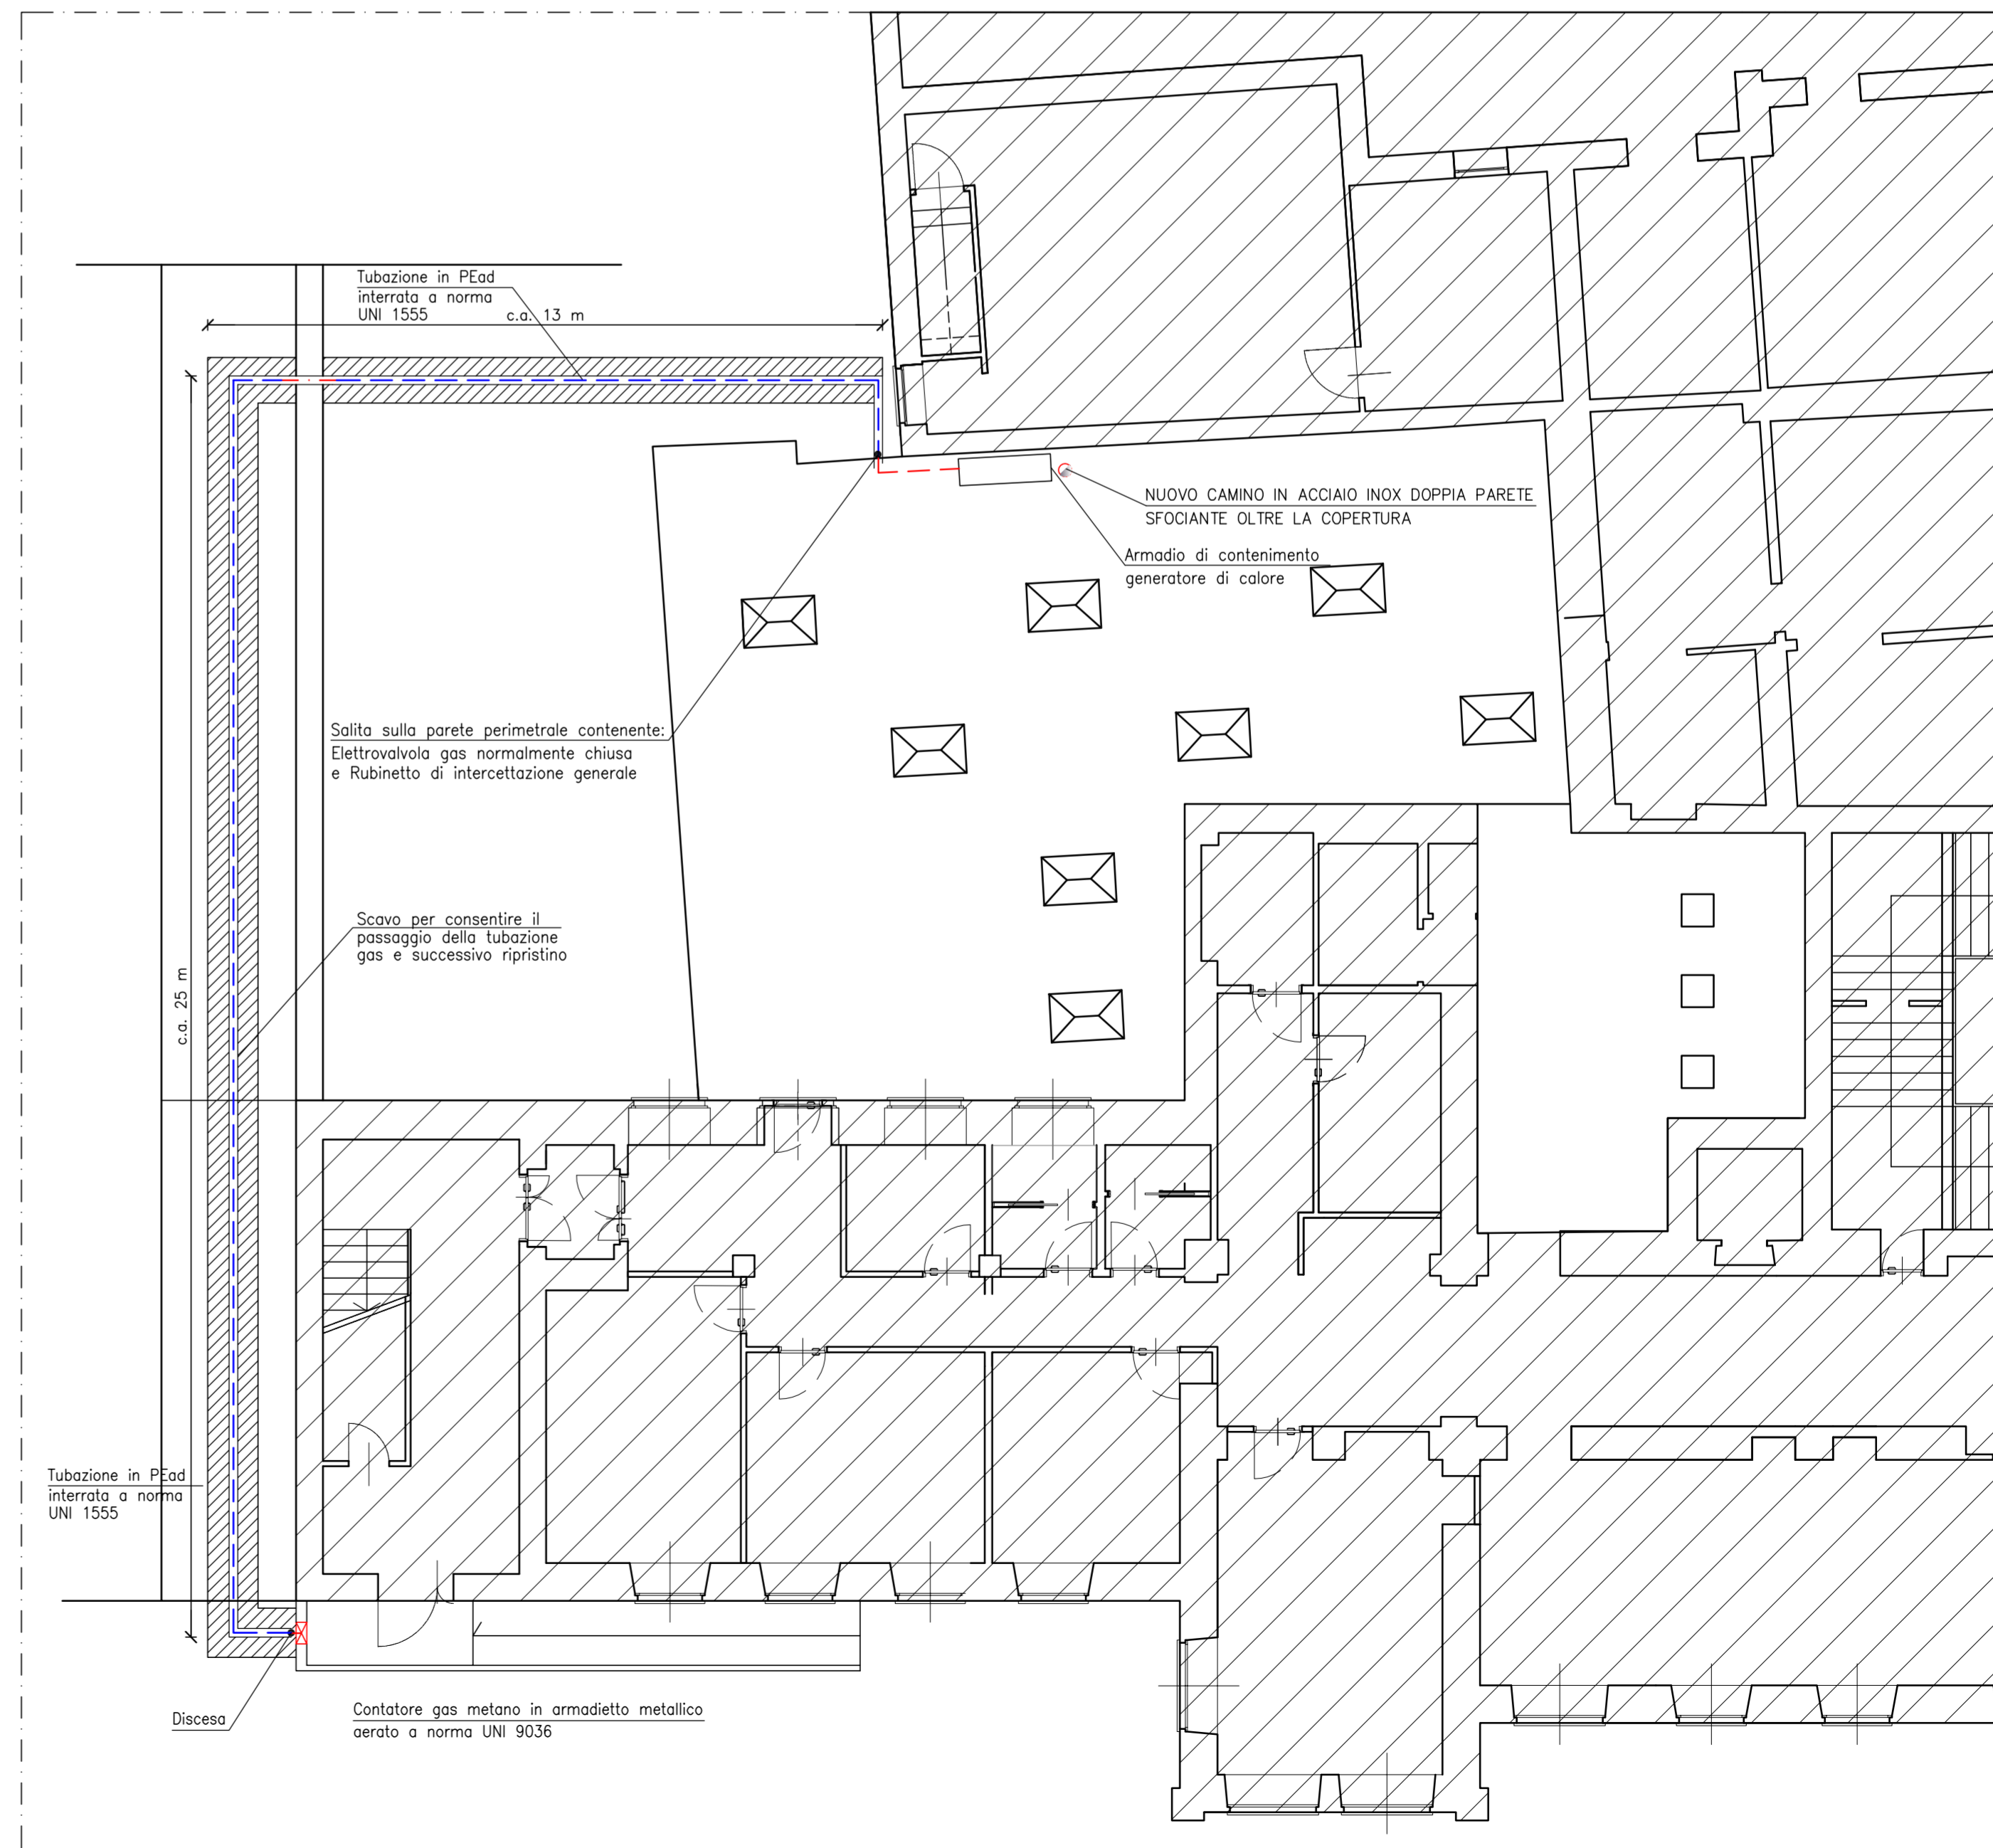 Tubazione in PEad
interrata a norma
UNI 1555
c.a. 13 m
NUOVO CAMINO IN ACCIAIO INOX DOPPIA PARETE
SFOCIANTE OLTRE LA COPERTURA
Armadio di contenimento
generatore di calore
Salita sulla parete perimetrale contenente:
Elettrovalvola gas normalmente chiusa
e Rubinetto di intercettazione generale
Scavo per consentire il
passaggio della tubazione
gas e successivo ripristino
c.a. 25 m
Tubazione in PEad
interrata a norma
UNI 1555
Discesa
Contatore gas metano in armadietto metallico
aerato a norma UNI 9036